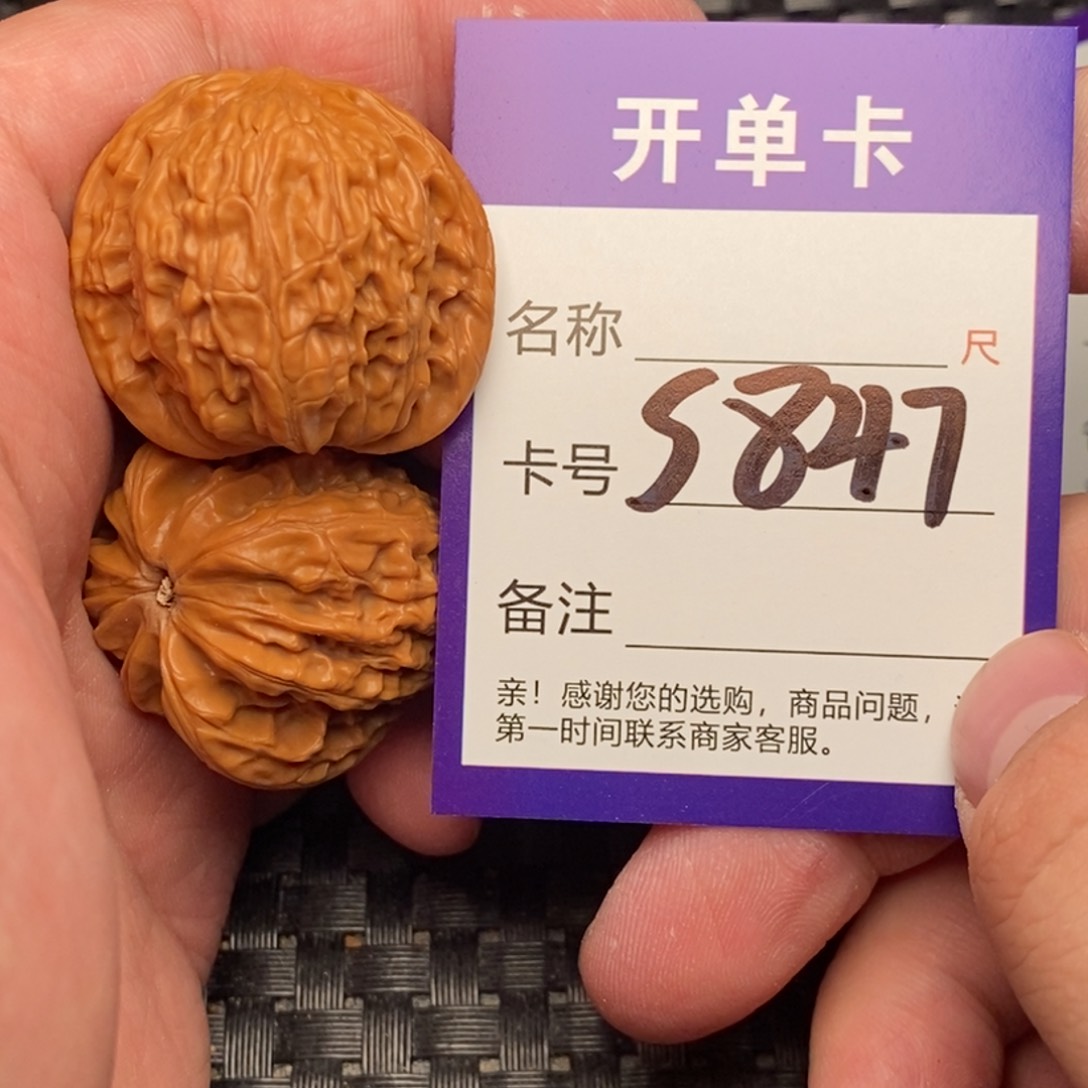 开单卡
名称 尺
卡号 S847
备注
亲！感谢您的选购，商品问题，
第一时间联系商家客服。